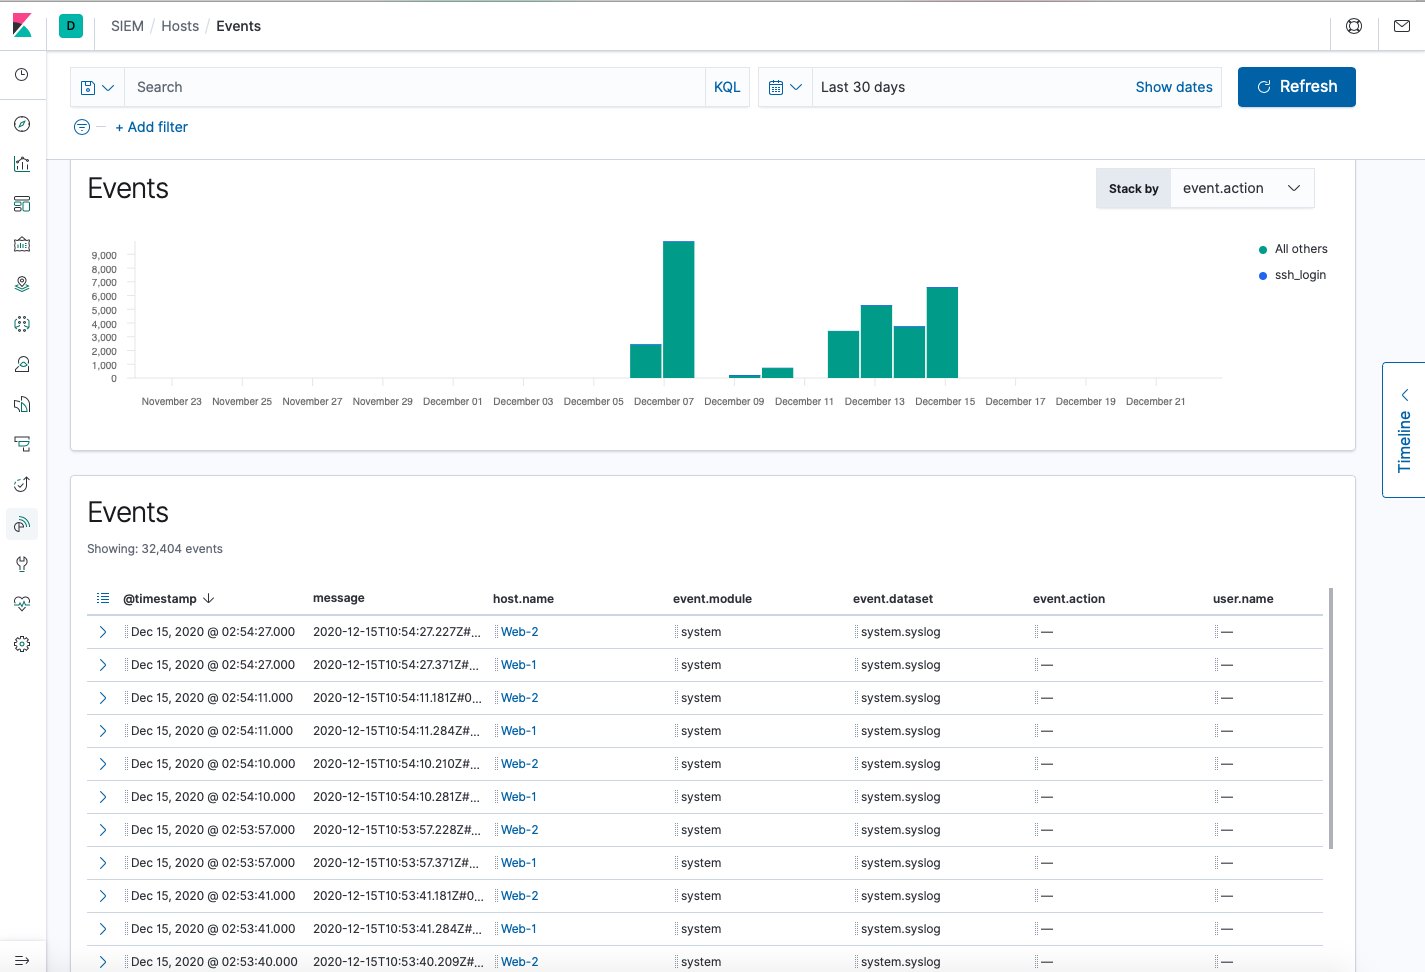 D SIEM / Hosts / Events
Search KQL Last 30 days Show dates Refresh
+ Add filter
Events
Stack by event.action
9,000
8,000
7,000
6,000
5,000
4,000
3,000
2,000
1,000
0
November 23 November 25 November 27 November 29 December 01 December 03 December 05 December 07 December 09 December 11 December 13 December 15 December 17 December 19 December 21
All others
ssh_login
Timeline
Events
Showing: 32,404 events
@timestamp message host.name event.module event.dataset event.action user.name
Dec 15, 2020 @ 02:54:27.000 2020-12-15T10:54:27.227Z#... Web-2 system system.syslog — —
Dec 15, 2020 @ 02:54:27.000 2020-12-15T10:54:27.371Z#... Web-1 system system.syslog — —
Dec 15, 2020 @ 02:54:11.000 2020-12-15T10:54:11.181Z#0... Web-2 system system.syslog — —
Dec 15, 2020 @ 02:54:11.000 2020-12-15T10:54:11.284Z#... Web-1 system system.syslog — —
Dec 15, 2020 @ 02:54:10.000 2020-12-15T10:54:10.210Z#... Web-2 system system.syslog — —
Dec 15, 2020 @ 02:54:10.000 2020-12-15T10:54:10.281Z#... Web-1 system system.syslog — —
Dec 15, 2020 @ 02:53:57.000 2020-12-15T10:53:57.228Z#... Web-2 system system.syslog — —
Dec 15, 2020 @ 02:53:57.000 2020-12-15T10:53:57.371Z#... Web-1 system system.syslog — —
Dec 15, 2020 @ 02:53:41.000 2020-12-15T10:53:41.181Z#0... Web-2 system system.syslog — —
Dec 15, 2020 @ 02:53:41.000 2020-12-15T10:53:41.284Z#... Web-1 system system.syslog — —
Dec 15, 2020 @ 02:53:40.000 2020-12-15T10:53:40.209Z#... Web-2 system system.syslog — —